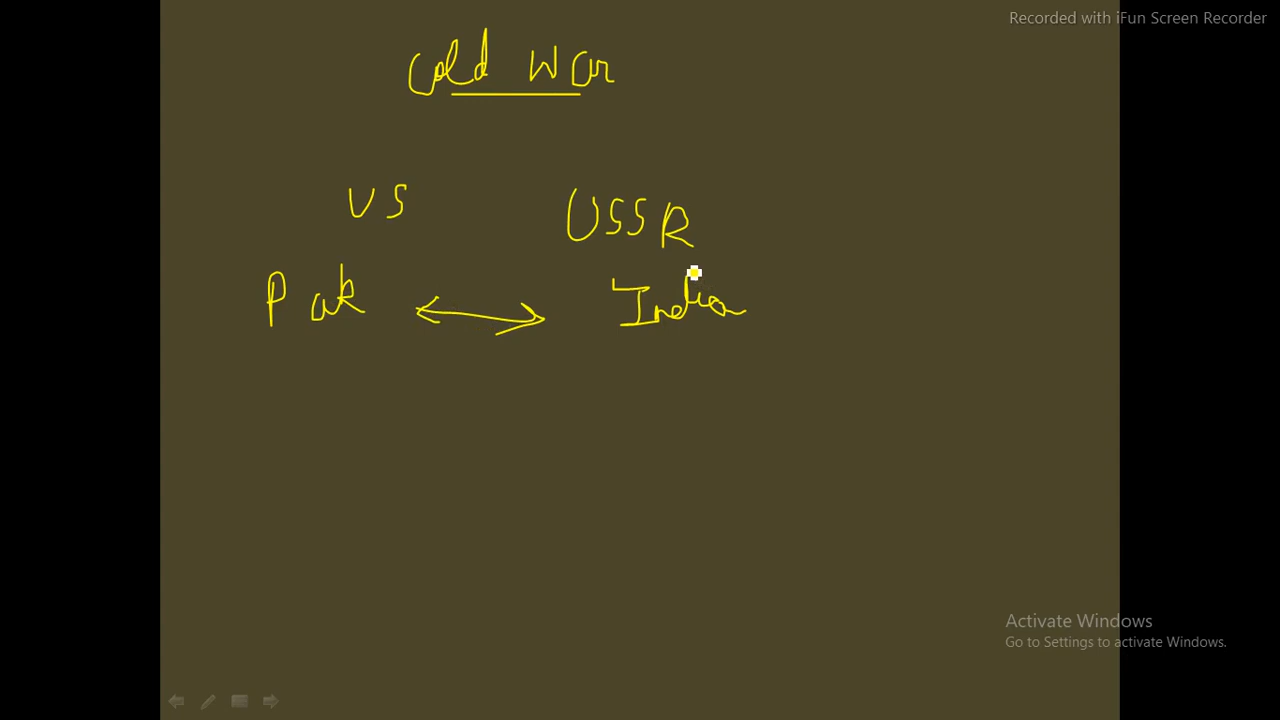 Recorded with iFun Screen Recorder
Cold War
US USSR
Pak India
Activate Windows
Go to Settings to activate Windows.